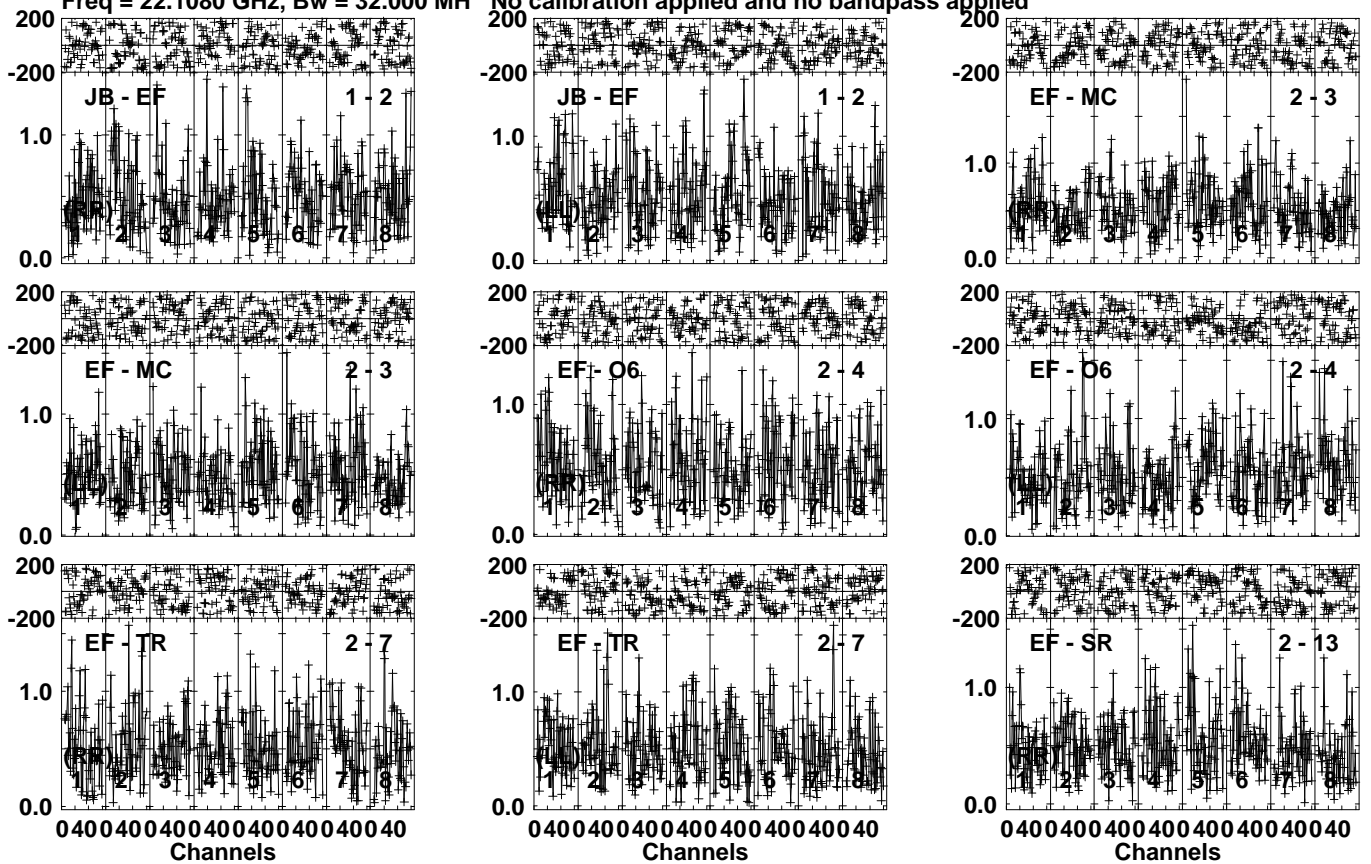 Freq = 22.1080 GHz, Bw = 32.000 MH No calibration applied and no bandpass applied
200
-200
JB - EF 1 - 2
1.0
(RR)
1 2 3 4 5 6 7 8
0.0
200
-200
JB - EF 1 - 2
1.0
(LL)
1 2 3 4 5 6 7 8
0.0
200
-200
EF - MC 2 - 3
1.0
(RR)
1 2 3 4 5 6 7 8
0.0
200
-200
EF - MC 2 - 3
1.0
(LL)
1 2 3 4 5 6 7 8
0.0
200
-200
EF - O6 2 - 4
1.0
(RR)
1 2 3 4 5 6 7 8
0.0
200
-200
EF - O6 2 - 4
1.0
(LL)
1 2 3 4 5 6 7 8
0.0
200
-200
EF - TR 2 - 7
1.0
(RR)
1 2 3 4 5 6 7 8
0.0
0 40 0 40 0 40 0 40 0 40 0 40 0 40 0 40
Channels
200
-200
EF - TR 2 - 7
1.0
(LL)
1 2 3 4 5 6 7 8
0.0
0 40 0 40 0 40 0 40 0 40 0 40 0 40 0 40
Channels
200
-200
EF - SR 2 - 13
1.0
(RR)
1 2 3 4 5 6 7 8
0.0
0 40 0 40 0 40 0 40 0 40 0 40 0 40 0 40
Channels